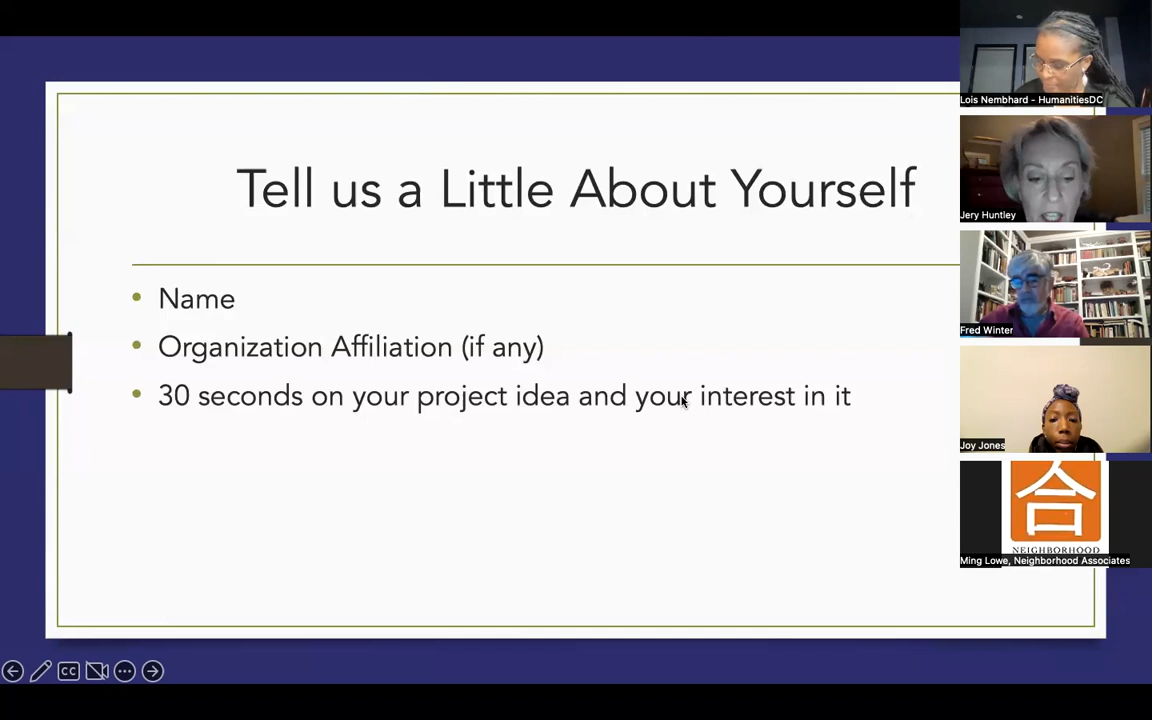 Tell us a Little About Yourself
• Name
• Organization Affiliation (if any)
• 30 seconds on your project idea and your interest in it
Lois Nembhard - HumanitiesDC
Jery Huntley
Fred Winter
Joy Jones
合
NEIGHBORHOOD
Ming Lowe, Neighborhood Associates
CC